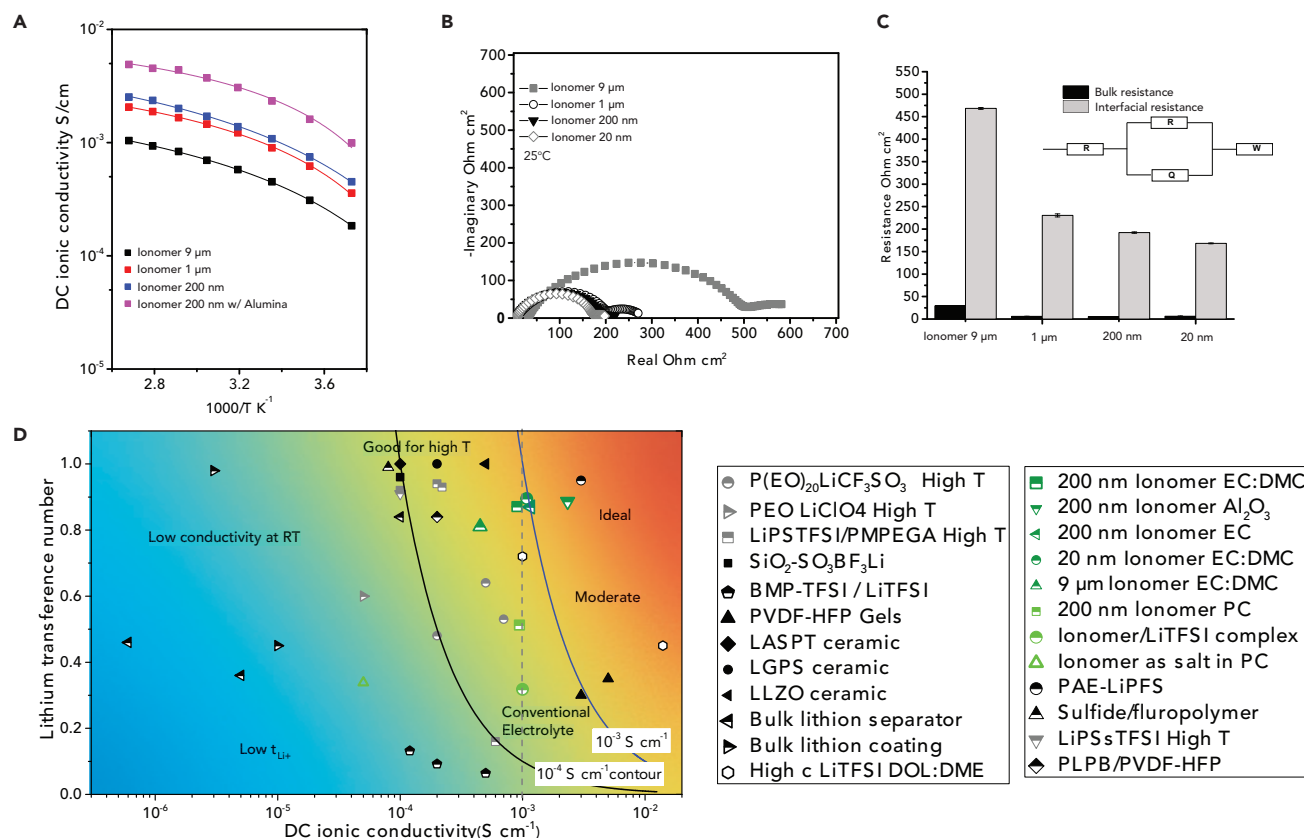 A
10⁻²
10⁻³
10⁻⁴
10⁻⁵
DC ionic conductivity S/cm
Ionomer 9 µm
Ionomer 1 µm
Ionomer 200 nm
Ionomer 200 nm w/ Alumina
2.8
3.2
3.6
1000/T K⁻¹
B
700
600
500
400
300
200
100
0
-Imaginary Ohm cm²
Ionomer 9 µm
Ionomer 1 µm
Ionomer 200 nm
Ionomer 20 nm
25°C
100 200 300 400 500 600 700
Real Ohm cm²
C
550
500
450
400
350
300
250
200
150
100
50
0
Resistance Ohm cm²
Bulk resistance
Interfacial resistance
R
R
W
Q
Ionomer 9 µm 1 µm 200 nm 20 nm
D
Lithium transference number
1.0
0.8
0.6
0.4
0.2
0.0
Good for high T
Low conductivity at RT
Ideal
Moderate
Conventional
Electrolyte
Low t_Li+
10⁻³ S cm⁻¹
10⁻⁴ S cm⁻¹contour
10⁻⁶ 10⁻⁵ 10⁻⁴ 10⁻³ 10⁻²
DC ionic conductivity(S cm⁻¹)
P(EO)₂₀LiCF₃SO₃ High T
PEO LiClO4 High T
LiPSTFSI/PMPEGA High T
SiO₂-SO₃BF₃Li
BMP-TFSI / LiTFSI
PVDF-HFP Gels
LASPT ceramic
LGPS ceramic
LLZO ceramic
Bulk lithion separator
Bulk lithion coating
High c LiTFSI DOL:DME
200 nm Ionomer EC:DMC
200 nm Ionomer Al₂O₃
200 nm Ionomer EC
20 nm Ionomer EC:DMC
9 µm Ionomer EC:DMC
200 nm Ionomer PC
Ionomer/LiTFSI complex
Ionomer as salt in PC
PAE-LiPFS
Sulfide/fluropolymer
LiPSsTFSI High T
PLPB/PVDF-HFP